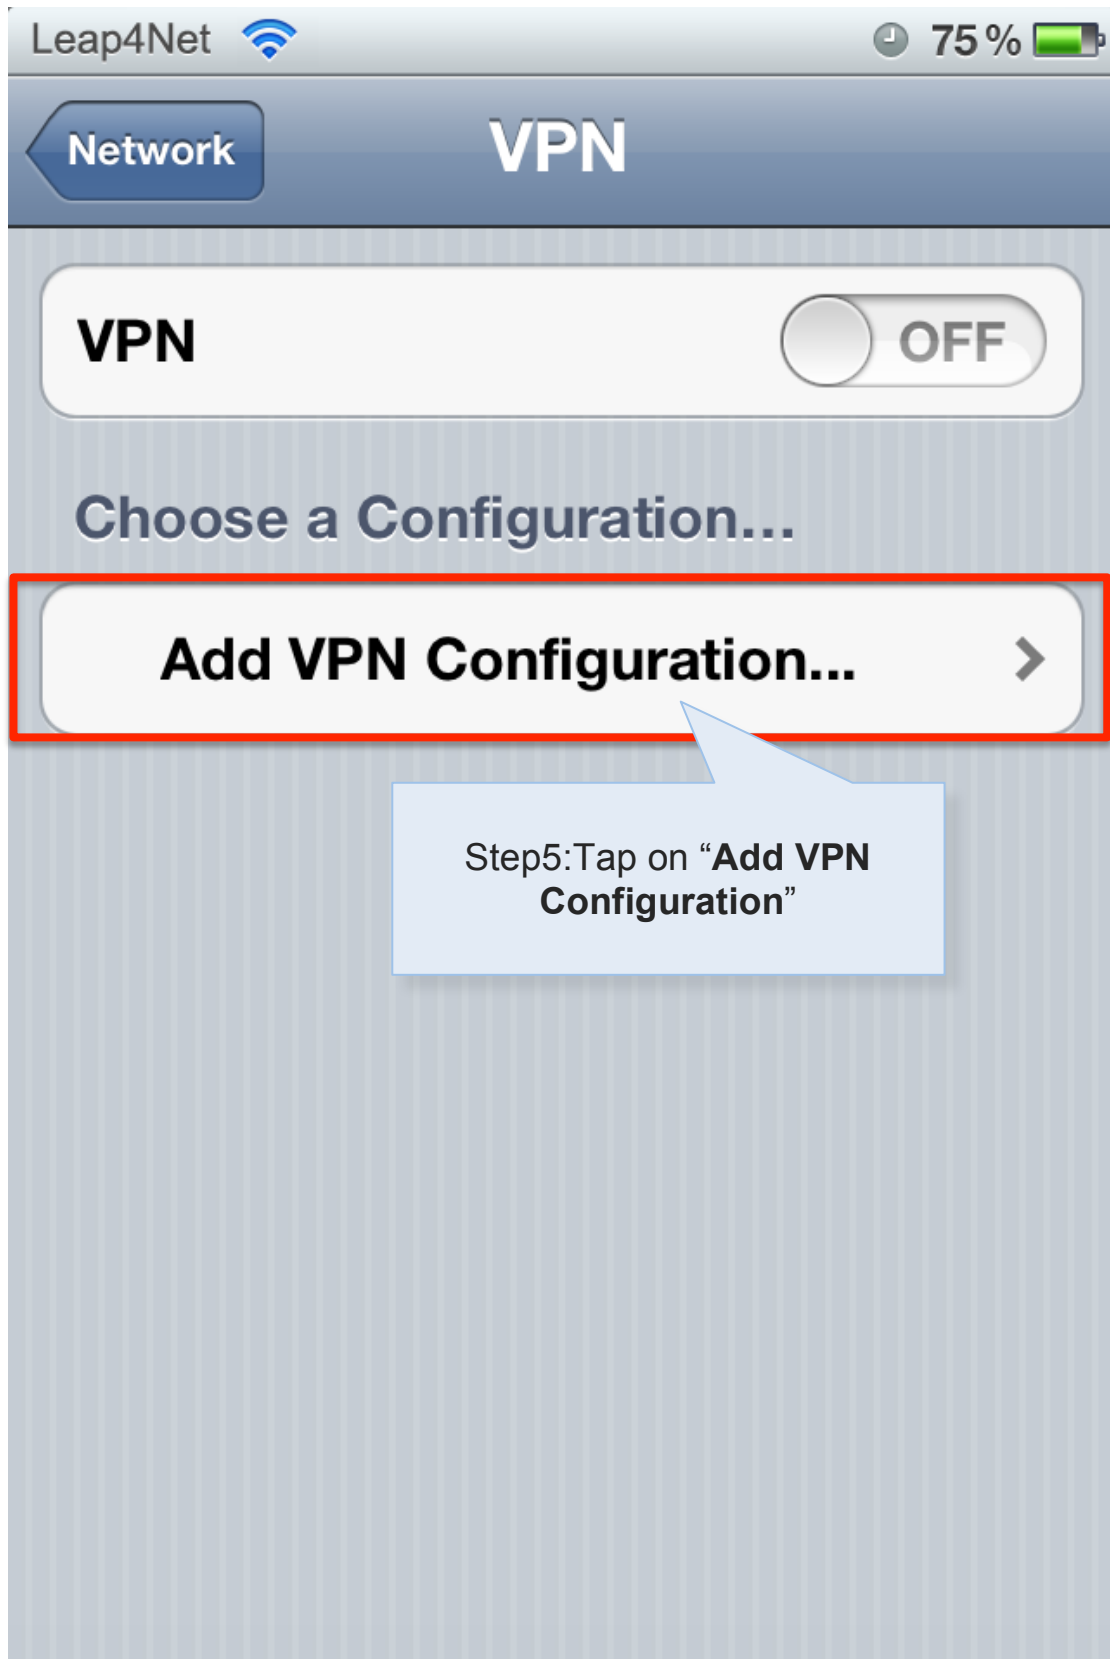 Leap4Net 75%
Network VPN
VPN OFF
Choose a Configuration...
Add VPN Configuration...
Step5:Tap on “Add VPN
Configuration”